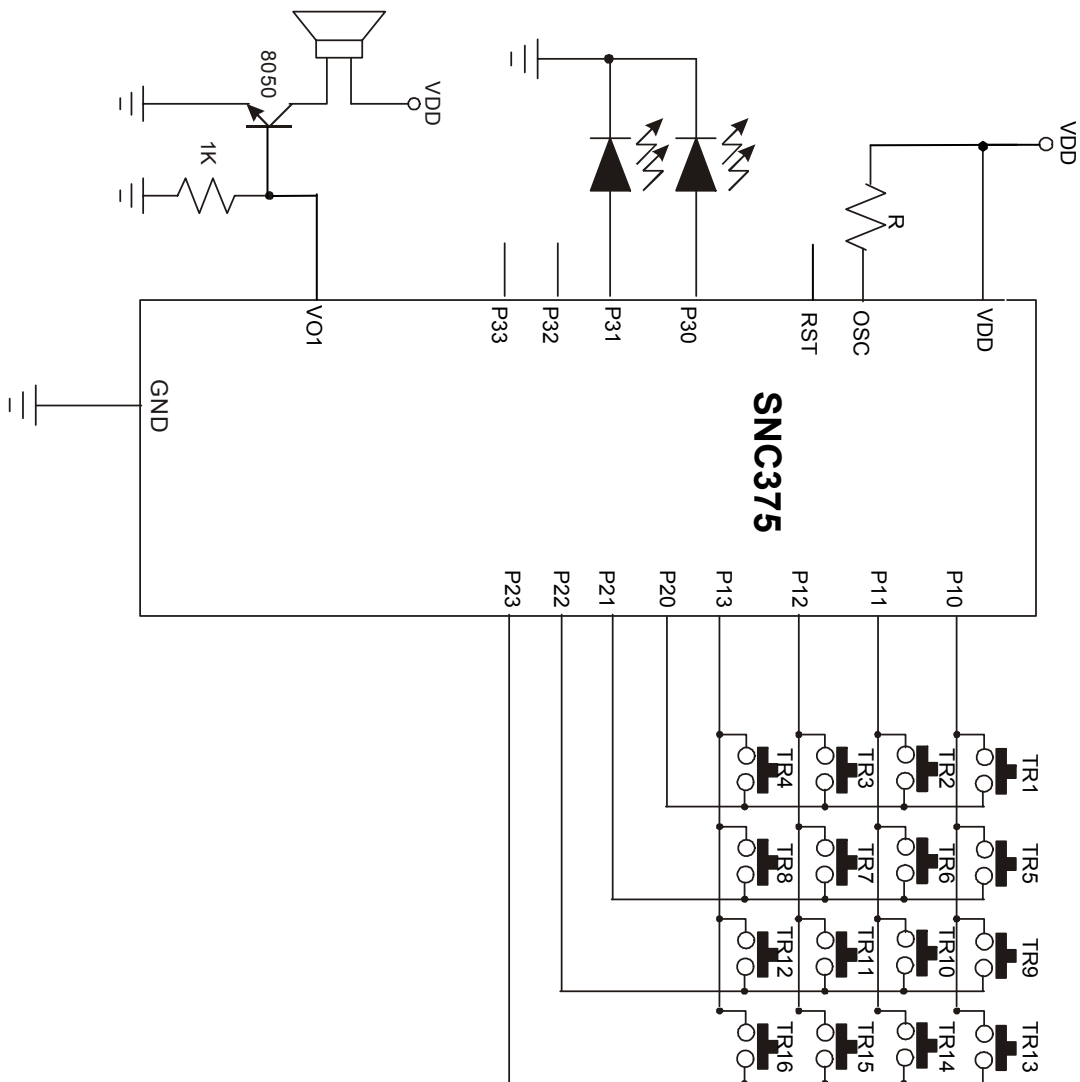 8050
VDD
1K
VDD
R
VO1
P33
P32
P31
P30
RST
OSC
VDD
GND
SNC375
P23
P22
P21
P20
P13
P12
P11
P10
TR4
TR3
TR2
TR1
TR8
TR7
TR6
TR5
TR12
TR11
TR10
TR9
TR16
TR15
TR14
TR13